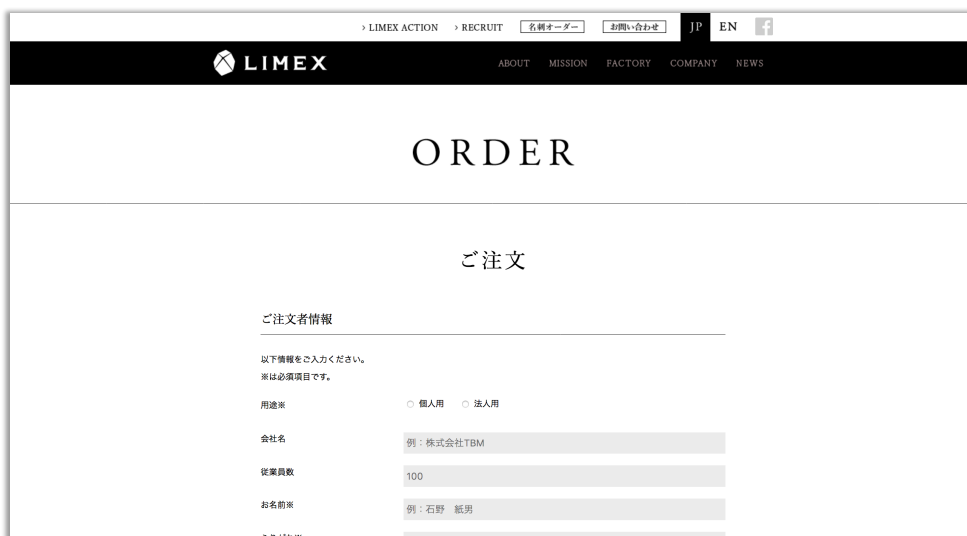 › LIMEX ACTION › RECRUIT 名刺オーダー お問い合わせ JP EN f
LIMEX ABOUT MISSION FACTORY COMPANY NEWS
ORDER
ご注文
ご注文者情報
以下情報をご入力ください。
※は必須項目です。
用途※ 個人用 法人用
会社名 例：株式会社TBM
従業員数 100
お名前※ 例：石野 紙男